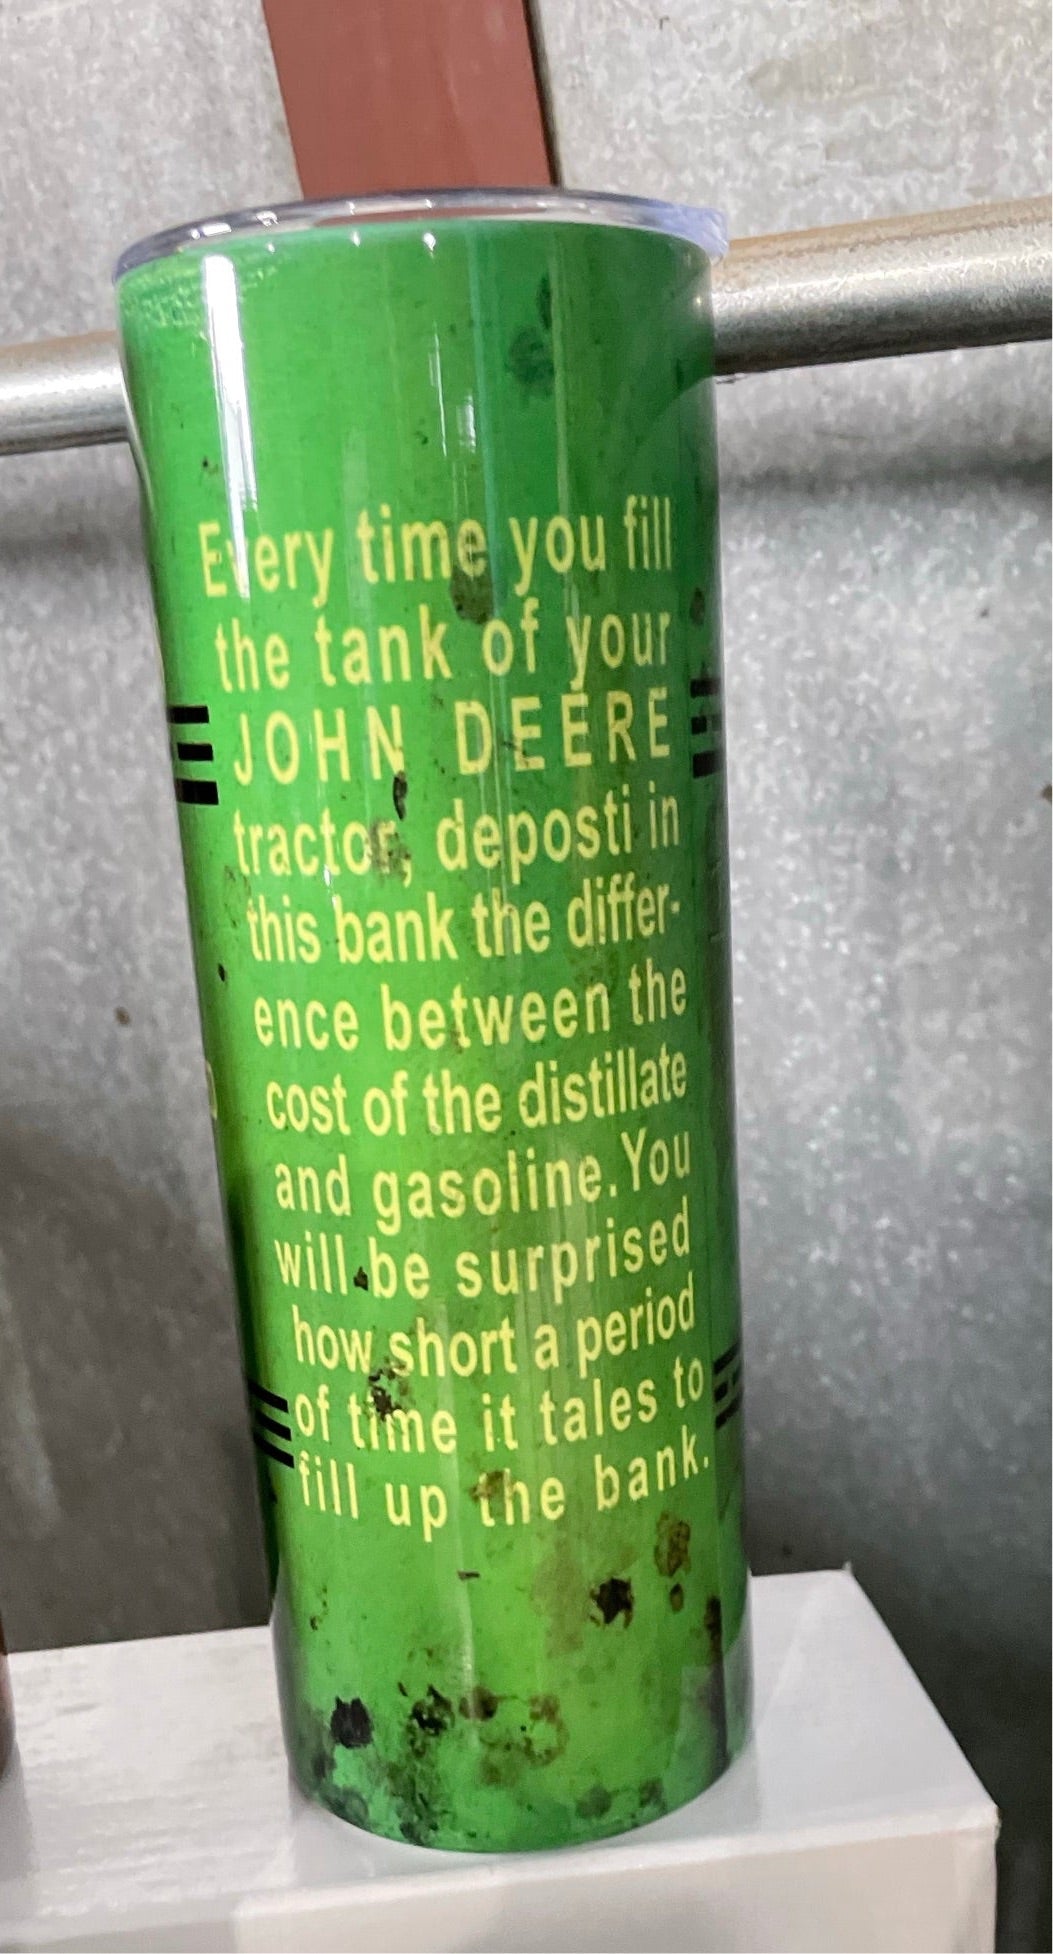 Every time you fill
the tank of your
JOHN DEERE
tractor, deposti in
this bank the differ-
ence between the
cost of the distillate
and gasoline. You
will be surprised
how short a period
of time it tales to
fill up the bank.